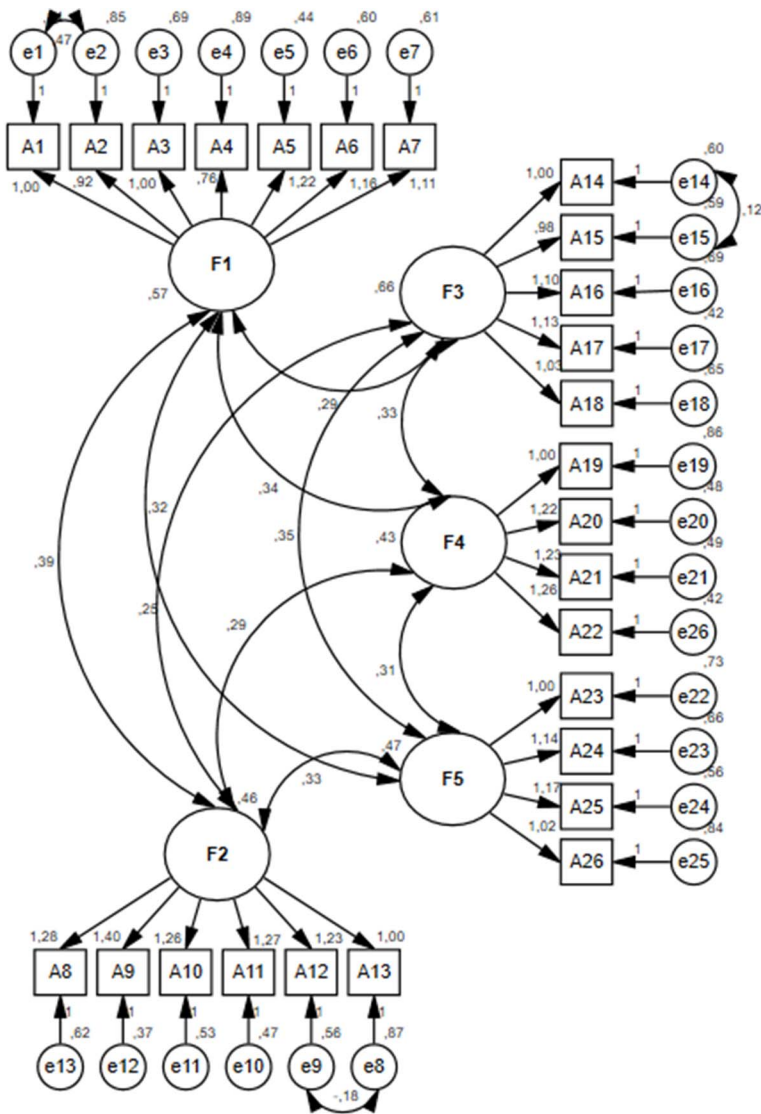 ,85 ,69 ,89 ,44 ,60 ,61
e1 ,47 e2 e3 e4 e5 e6 e7
1 1 1 1 1 1 1
A1 A2 A3 A4 A5 A6 A7
1,00 ,92 1,00 ,76 1,22 1,16 1,11
F1
,57
,60
1,00 A14 1 e14
,59 ,12
,98 A15 1 e15
,69
,66 F3 1,10 A16 1 e16
,42
1,13 A17 1 e17
,65
1,03 A18 1 e18
,29 ,33
,86
1,00 A19 1 e19
,48
,34 ,32 ,35
1,22 A20 1 e20
,49
,43 F4 1,23 A21 1 e21
,42
1,26 A22 1 e26
,39 ,25 ,29 ,31
,73
1,00 A23 1 e22
,66
,47 1,14 A24 1 e23
,56
F5 1,17 A25 1 e24
,84
1,02 A26 1 e25
,33
,46
F2
1,28 1,40 1,26 1,27 1,23 1,00
A8 A9 A10 A11 A12 A13
1 1 1 1 1 1
,62 ,37 ,53 ,47 ,56 ,87
e13 e12 e11 e10 e9 e8
-,18